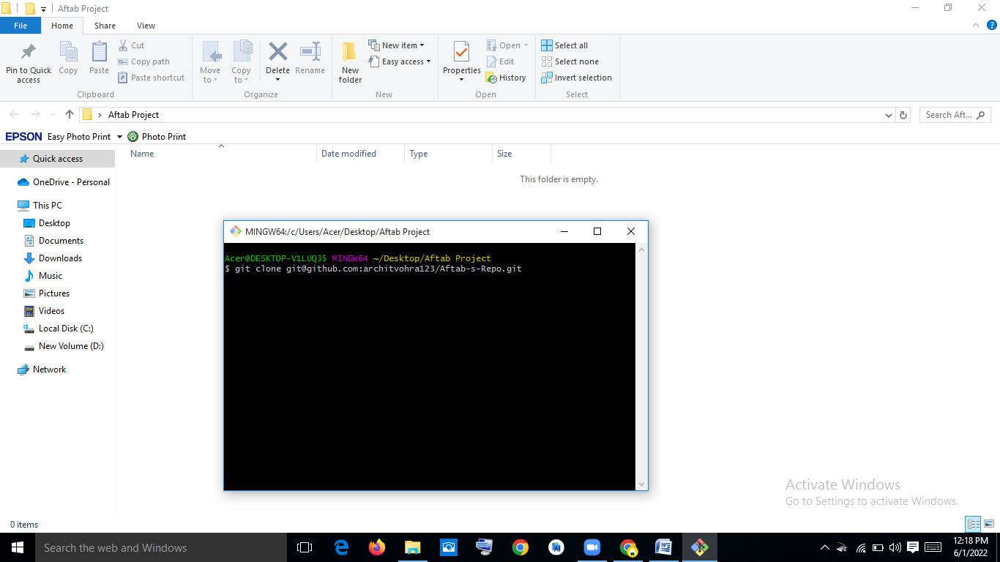 Aftab Project
File Home Share View
Pin to Quick access
Copy
Paste
Cut
Copy path
Paste shortcut
Clipboard
Move to
Copy to
Delete
Rename
Organize
New folder
New item
Easy access
New
Properties
Open
Edit
History
Open
Select all
Select none
Invert selection
Select
Aftab Project
Search Aft...
EPSON Easy Photo Print Photo Print
Name Date modified Type Size
This folder is empty.
Quick access
OneDrive - Personal
This PC
Desktop
Documents
Downloads
Music
Pictures
Videos
Local Disk (C:)
New Volume (D:)
Network
MINGW64:/c/Users/Acer/Desktop/Aftab Project
Acer@DESKTOP-V1LUQ35 MINGW64 ~/Desktop/Aftab Project
$ git clone git@github.com:architvohra123/Aftab-s-Repo.git
Activate Windows
Go to Settings to activate Windows.
0 items
Search the web and Windows
12:18 PM
6/1/2022